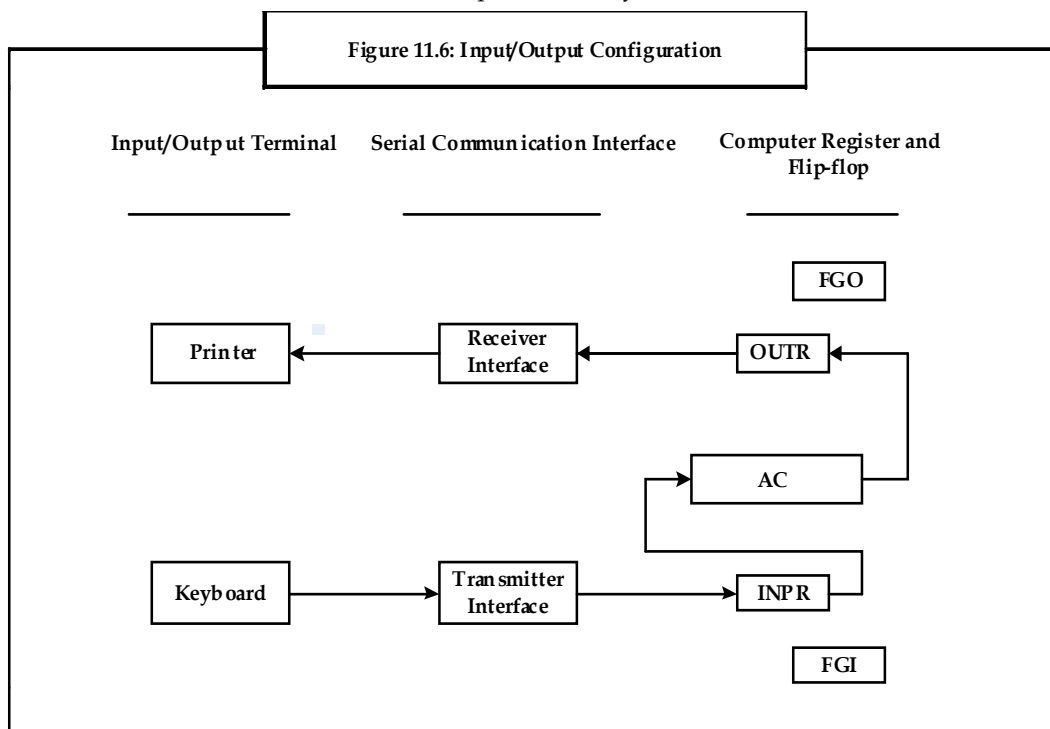 Figure 11.6: Input/Output Configuration
Input/Output Terminal
Serial Communication Interface
Computer Register and
Flip-flop
FGO
Printer
Receiver
Interface
OUTR
AC
Keyboard
Transmitter
Interface
INPR
FGI